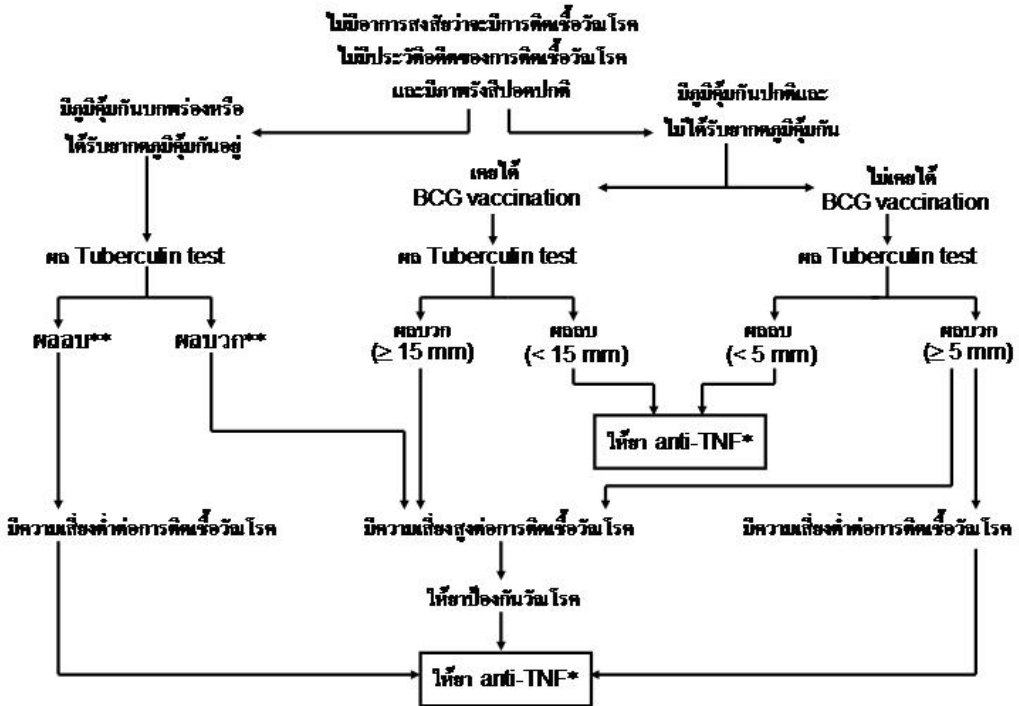 ไม่มีอาการสงสัยว่าจะมีการติดเชื้อวัณโรค
ไม่มีประวัติอดีตของการติดเชื้อวัณโรค
และมีภาพรังสีปอดปกติ
มีภูมิคุ้มกันบกพร่องหรือ
ได้รับยากดภูมิคุ้มกันอยู่
มีภูมิคุ้มกันปกติและ
ไม่ได้รับยากดภูมิคุ้มกัน
เคยได้
BCG vaccination
ไม่เคยได้
BCG vaccination
ผล Tuberculin test
ผล Tuberculin test
ผล Tuberculin test
ผลลบ**
ผลบวก**
ผลบวก
(≥ 15 mm)
ผลลบ
(< 15 mm)
ผลลบ
(< 5 mm)
ผลบวก
(≥ 5 mm)
ให้ยา anti-TNF*
มีความเสี่ยงต่ำต่อการติดเชื้อวัณโรค
มีความเสี่ยงสูงต่อการติดเชื้อวัณโรค
มีความเสี่ยงต่ำต่อการติดเชื้อวัณโรค
ให้ยาป้องกันวัณโรค
ให้ยา anti-TNF*